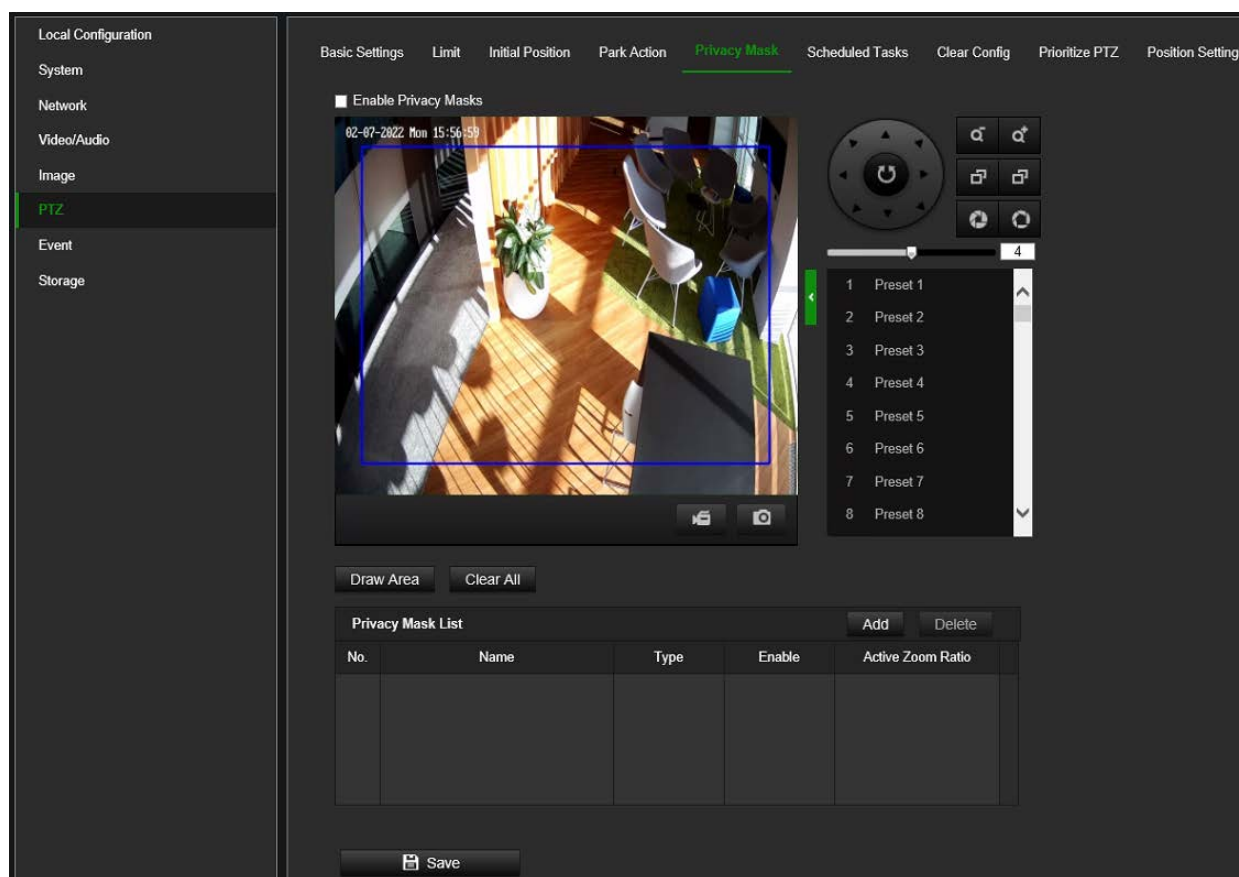 Local Configuration
System
Network
Video/Audio
Image
PTZ
Event
Storage
Basic Settings Limit Initial Position Park Action Privacy Mask Scheduled Tasks Clear Config Prioritize PTZ Position Setting
Enable Privacy Masks
02-07-2022 Mon 15:56:59
4
1 Preset 1
2 Preset 2
3 Preset 3
4 Preset 4
5 Preset 5
6 Preset 6
7 Preset 7
8 Preset 8
Draw Area Clear All
Privacy Mask List Add Delete
No. Name Type Enable Active Zoom Ratio
Save